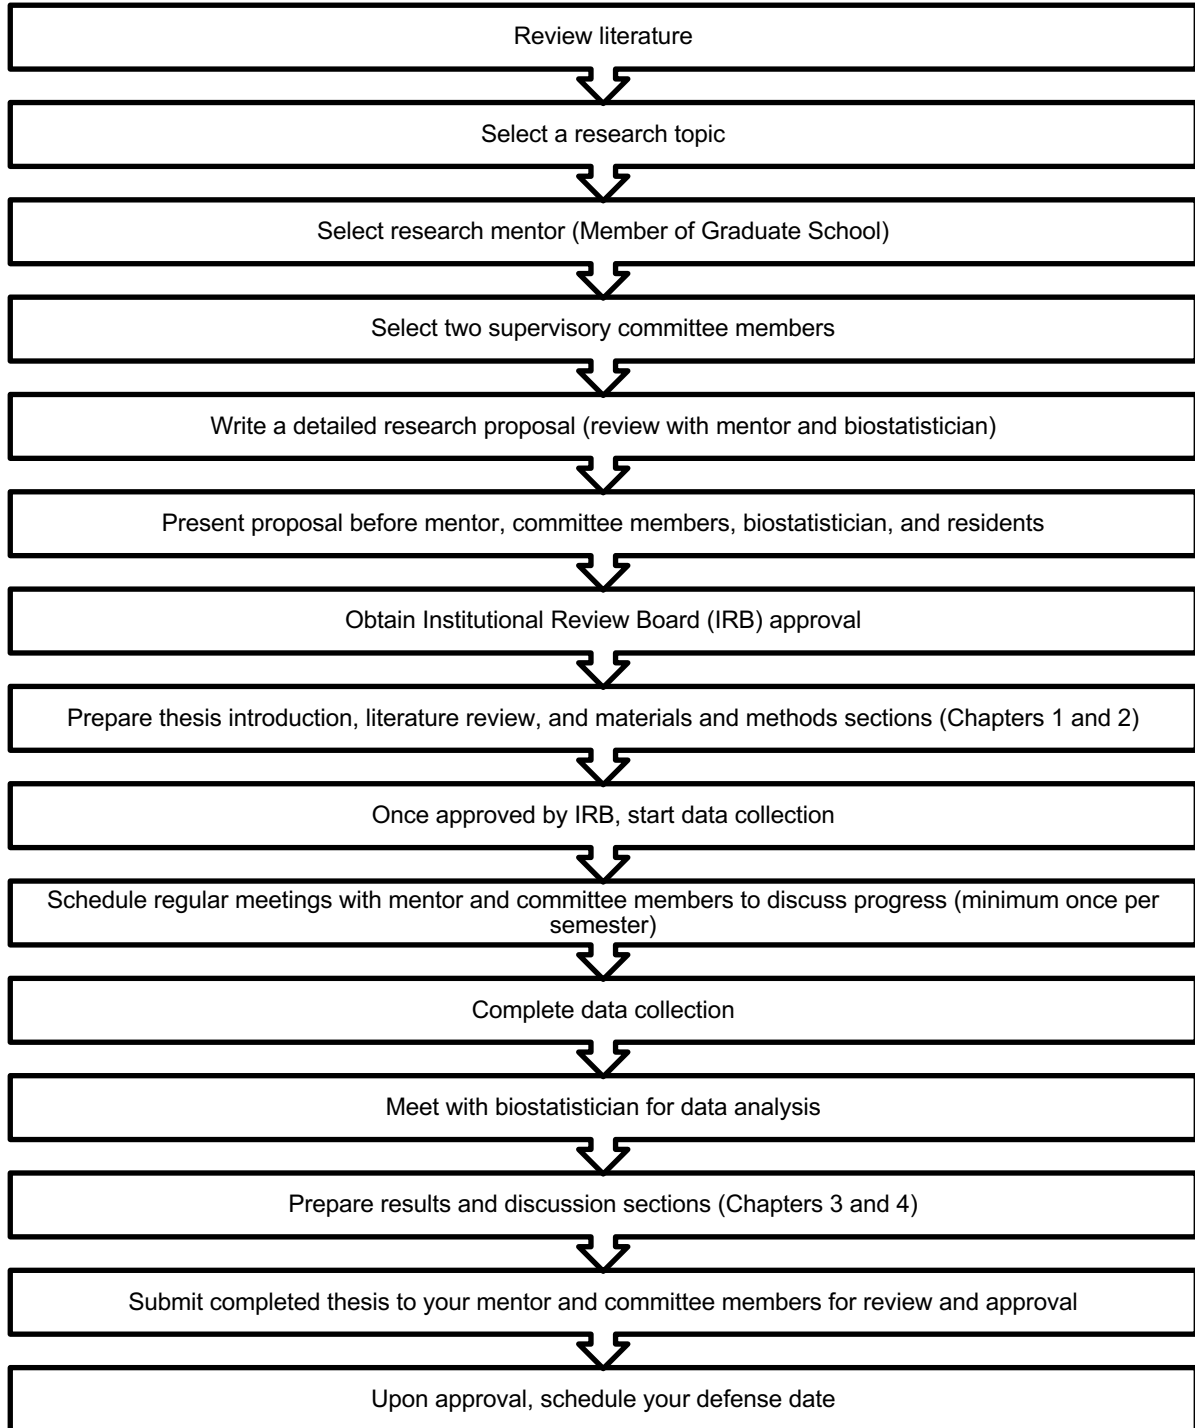 Review literature
Select a research topic
Select research mentor (Member of Graduate School)
Select two supervisory committee members
Write a detailed research proposal (review with mentor and biostatistician)
Present proposal before mentor, committee members, biostatistician, and residents
Obtain Institutional Review Board (IRB) approval
Prepare thesis introduction, literature review, and materials and methods sections (Chapters 1 and 2)
Once approved by IRB, start data collection
Schedule regular meetings with mentor and committee members to discuss progress (minimum once per
semester)
Complete data collection
Meet with biostatistician for data analysis
Prepare results and discussion sections (Chapters 3 and 4)
Submit completed thesis to your mentor and committee members for review and approval
Upon approval, schedule your defense date